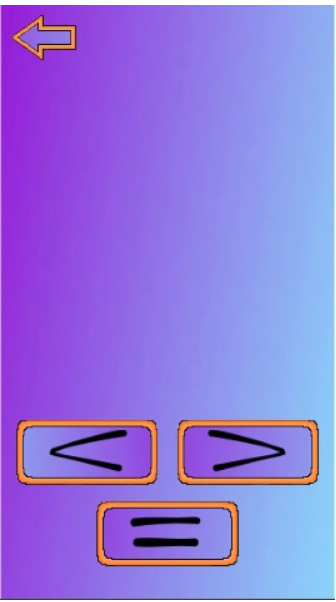 < >
=